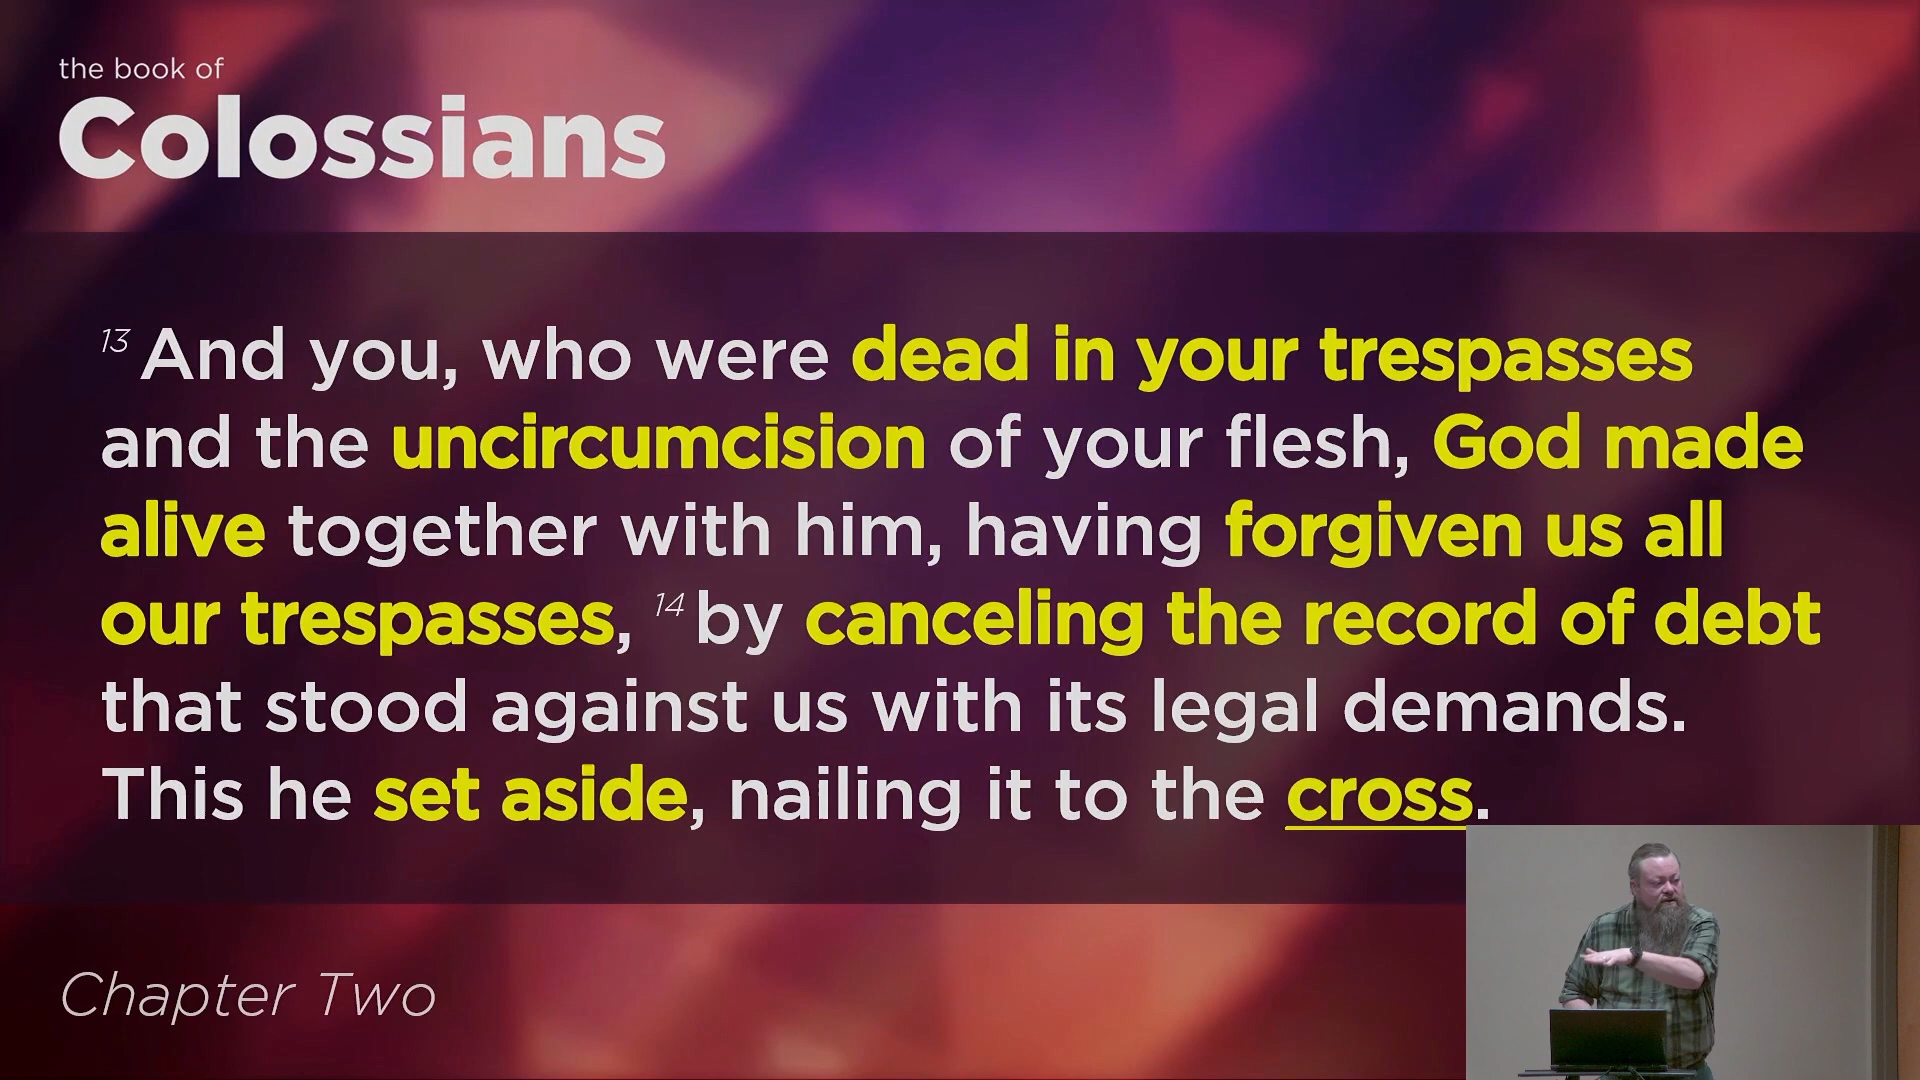 the book of
Colossians
13 And you, who were dead in your trespasses
and the uncircumcision of your flesh, God made
alive together with him, having forgiven us all
our trespasses, 14 by canceling the record of debt
that stood against us with its legal demands.
This he set aside, nailing it to the cross.
Chapter Two